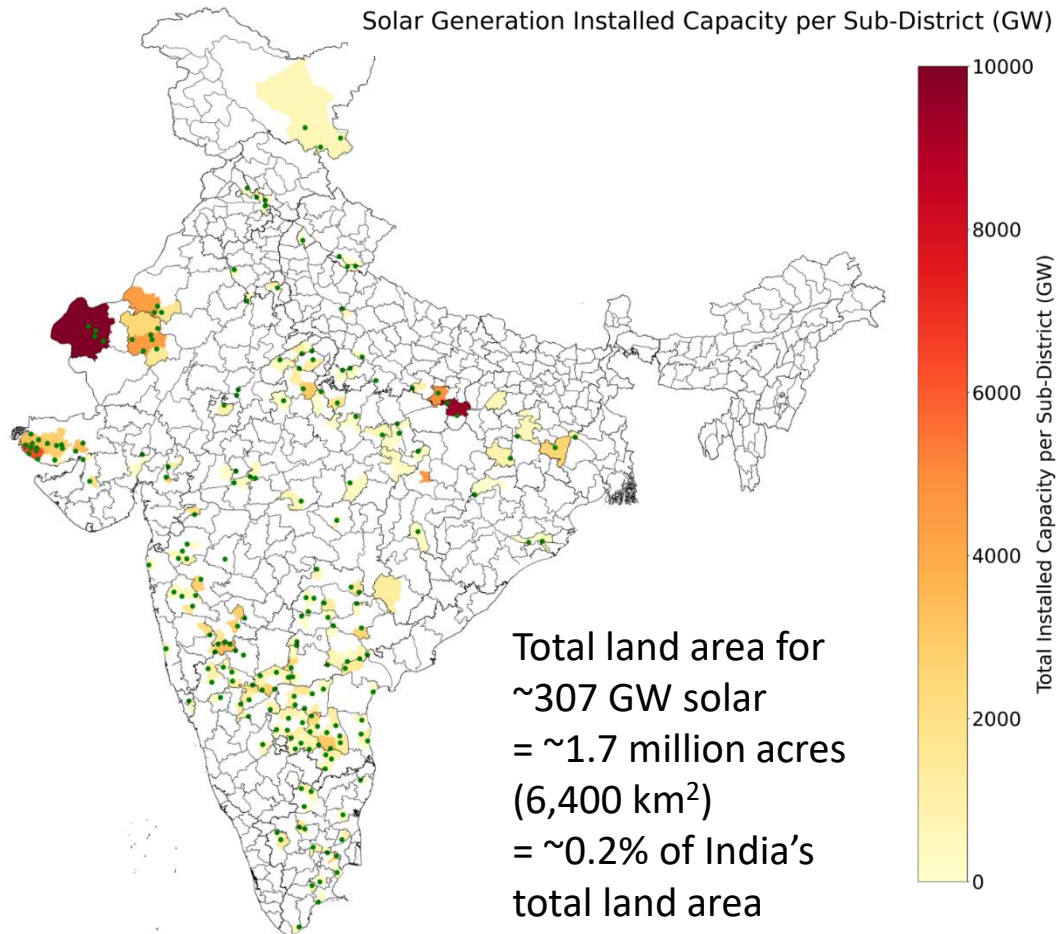 Solar Generation Installed Capacity per Sub-District (GW)
10000
8000
6000
4000
2000
0
Total Installed Capacity per Sub-District (GW)
Total land area for
~307 GW solar
= ~1.7 million acres
(6,400 km²)
= ~0.2% of India’s
total land area